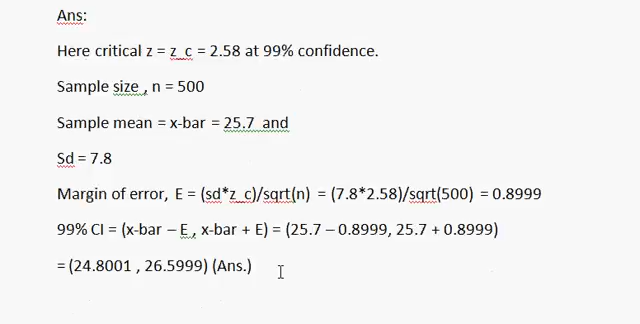 Ans:
Here critical z = z_c = 2.58 at 99% confidence.
Sample size , n = 500
Sample mean = x-bar = 25.7 and
Sd = 7.8
Margin of error, E = (sd*z_c)/sqrt(n) = (7.8*2.58)/sqrt(500) = 0.8999
99% CI = (x-bar – E , x-bar + E) = (25.7 – 0.8999, 25.7 + 0.8999)
= (24.8001 , 26.5999) (Ans.)